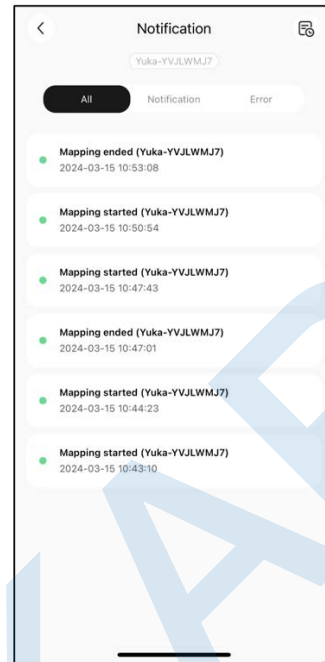 Notification
Yuka-YVJLWMJ7
All Notification Error
Mapping ended (Yuka-YVJLWMJ7)
2024-03-15 10:53:08
Mapping started (Yuka-YVJLWMJ7)
2024-03-15 10:50:54
Mapping started (Yuka-YVJLWMJ7)
2024-03-15 10:47:43
Mapping ended (Yuka-YVJLWMJ7)
2024-03-15 10:47:01
Mapping started (Yuka-YVJLWMJ7)
2024-03-15 10:44:23
Mapping started (Yuka-YVJLWMJ7)
2024-03-15 10:43:10